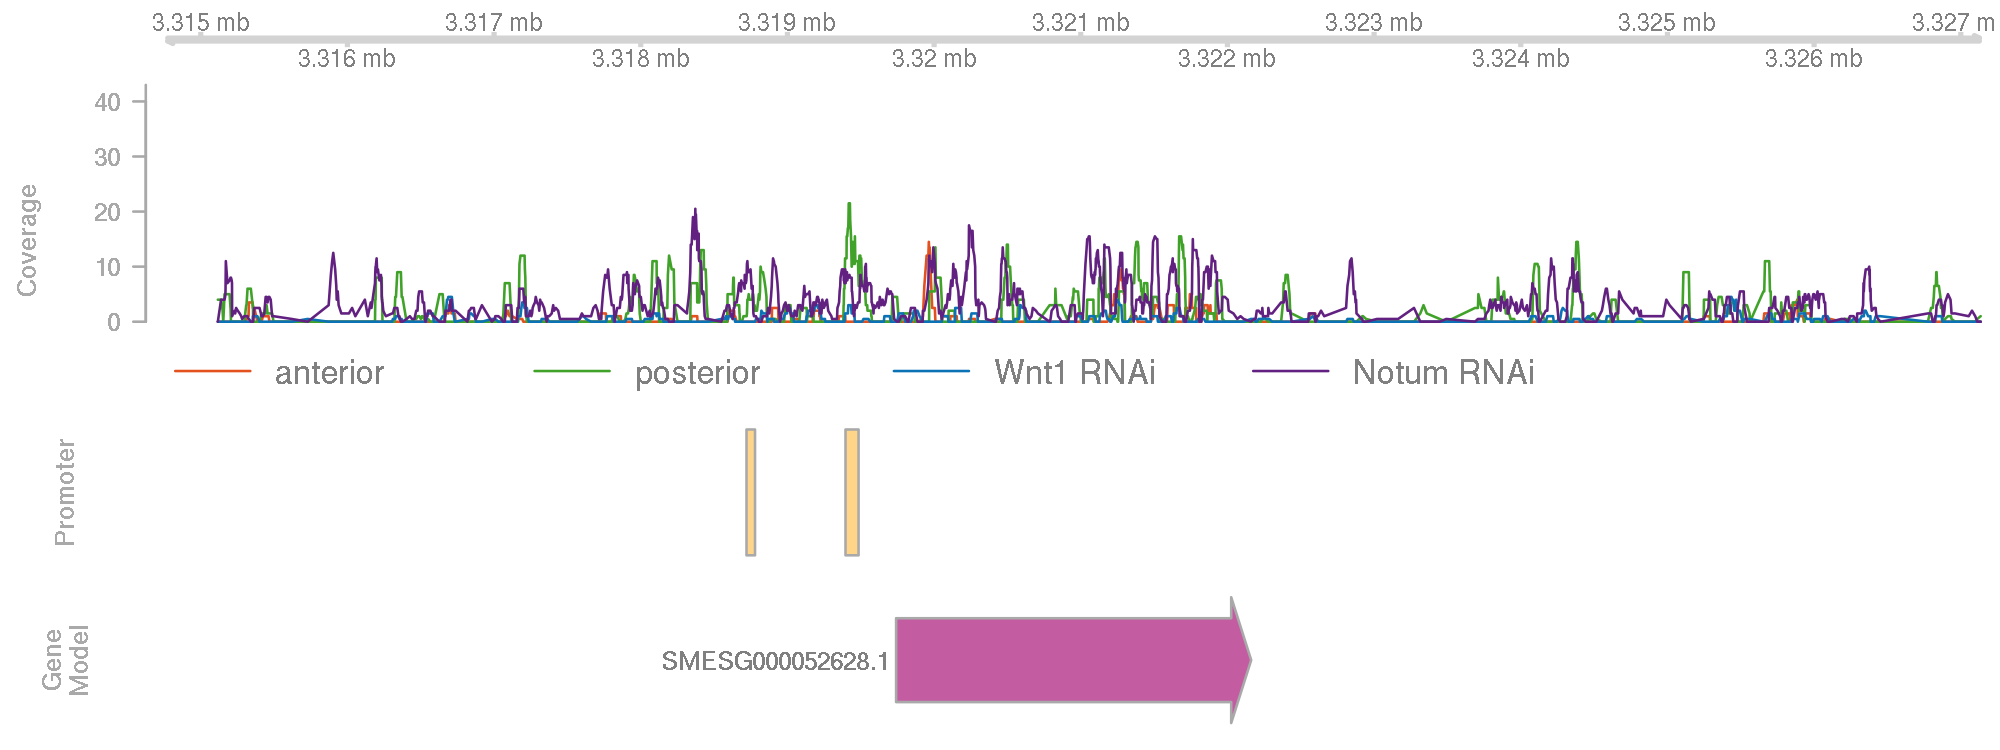 3.315 mb 3.317 mb 3.319 mb 3.321 mb 3.323 mb 3.325 mb 3.327 m
3.316 mb 3.318 mb 3.32 mb 3.322 mb 3.324 mb 3.326 mb
40
30
20
10
0
Coverage
anterior posterior Wnt1 RNAi Notum RNAi
Promoter
SMESG000052628.1
Gene
Model